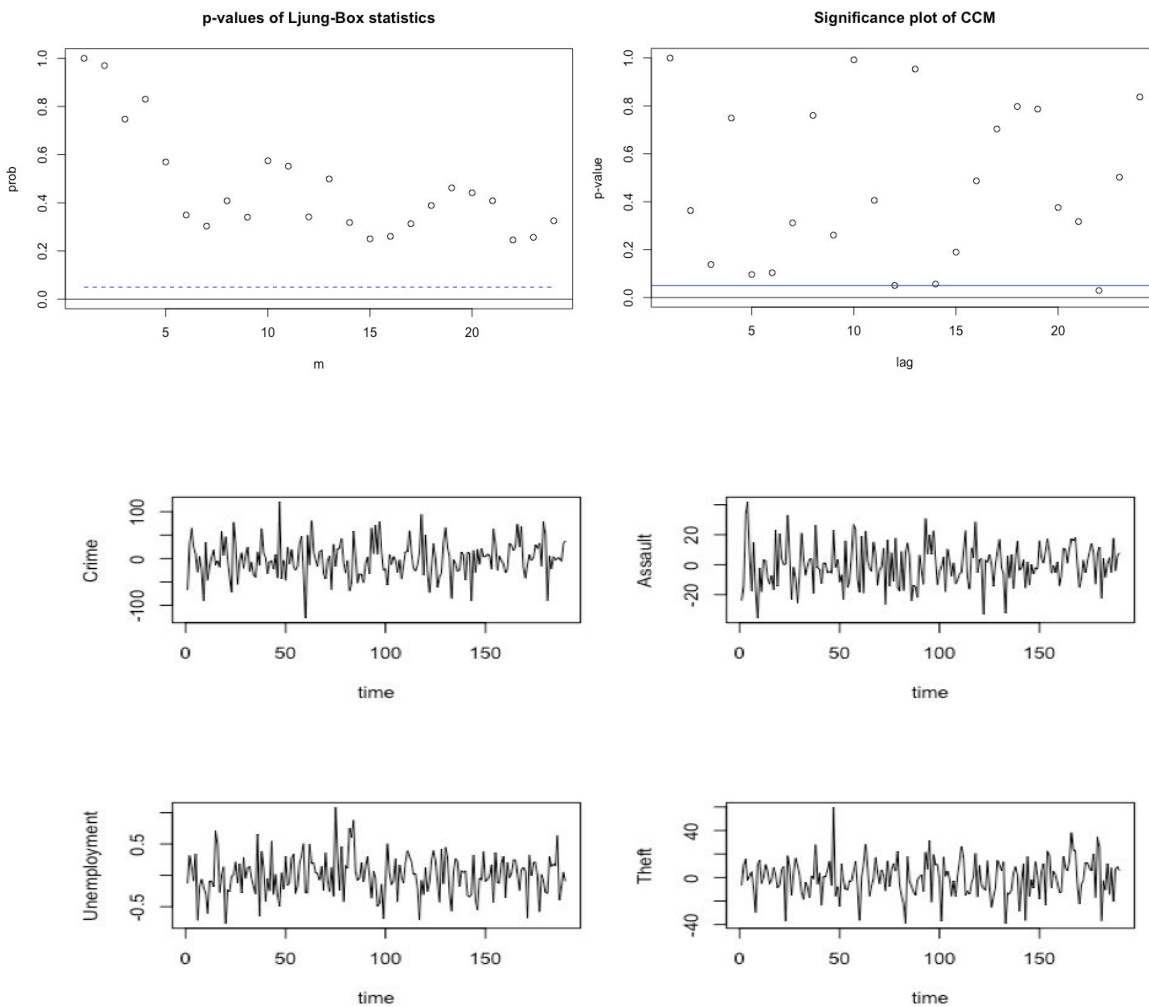 p-values of Ljung-Box statistics
prob
0.0 0.2 0.4 0.6 0.8 1.0
5 10 15 20
m
Significance plot of CCM
p-value
0.0 0.2 0.4 0.6 0.8 1.0
5 10 15 20
lag
Crime
-100 0 100
0 50 100 150
time
Assault
-20 0 20
0 50 100 150
time
Unemployment
-0.5 0.5
0 50 100 150
time
Theft
-40 0 40
0 50 100 150
time